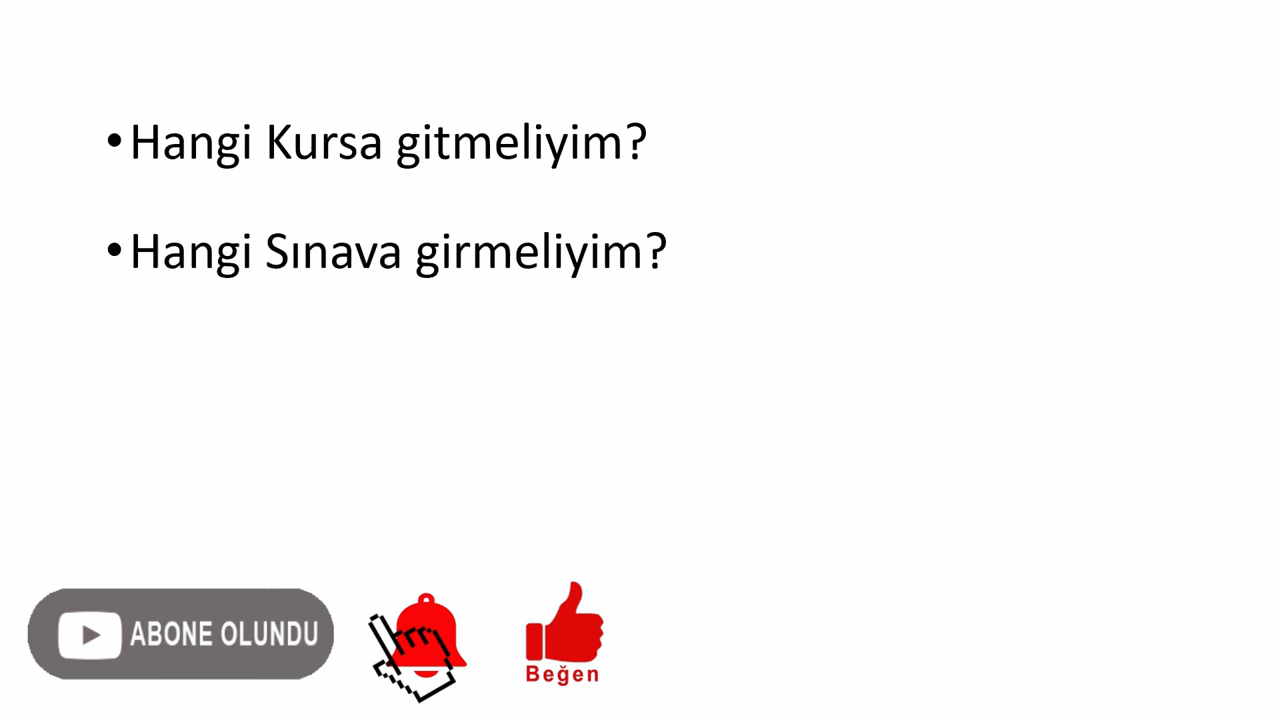 •Hangi Kursa gitmeliyim?
•Hangi Sınava girmeliyim?
ABONE OLUNDU
Beğen